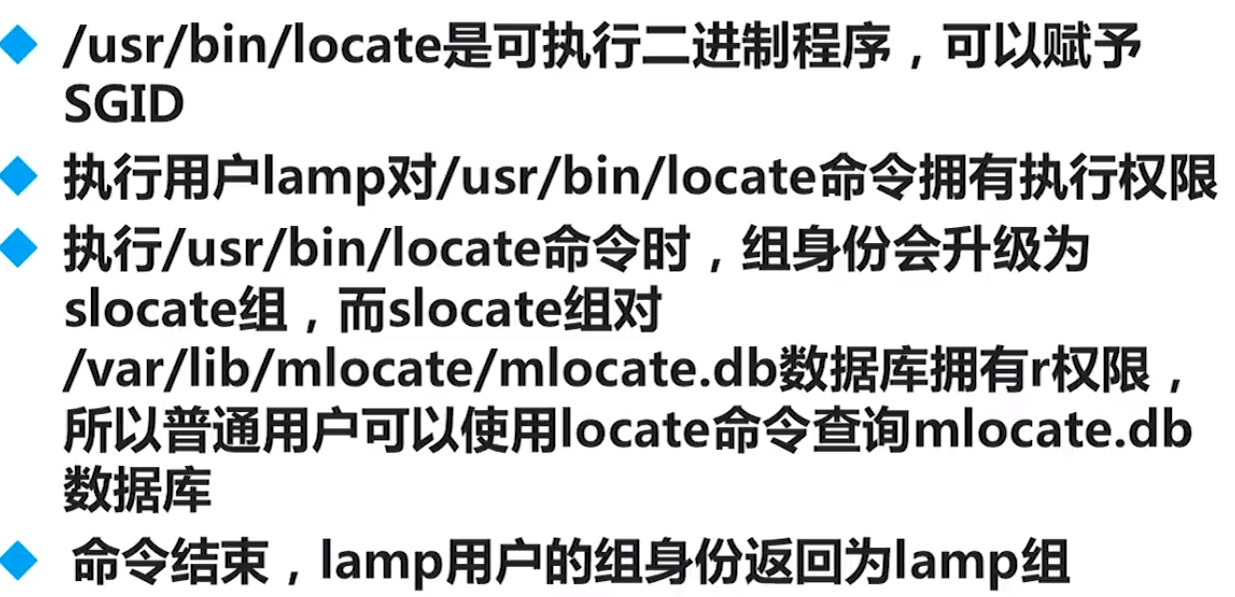 /usr/bin/locate是可执行二进制程序，可以赋予
SGID
执行用户lamp对/usr/bin/locate命令拥有执行权限
执行/usr/bin/locate命令时，组身份会升级为
slocate组，而slocate组对
/var/lib/mlocate/mlocate.db数据库拥有r权限，
所以普通用户可以使用locate命令查询mlocate.db
数据库
命令结束，lamp用户的组身份返回为lamp组